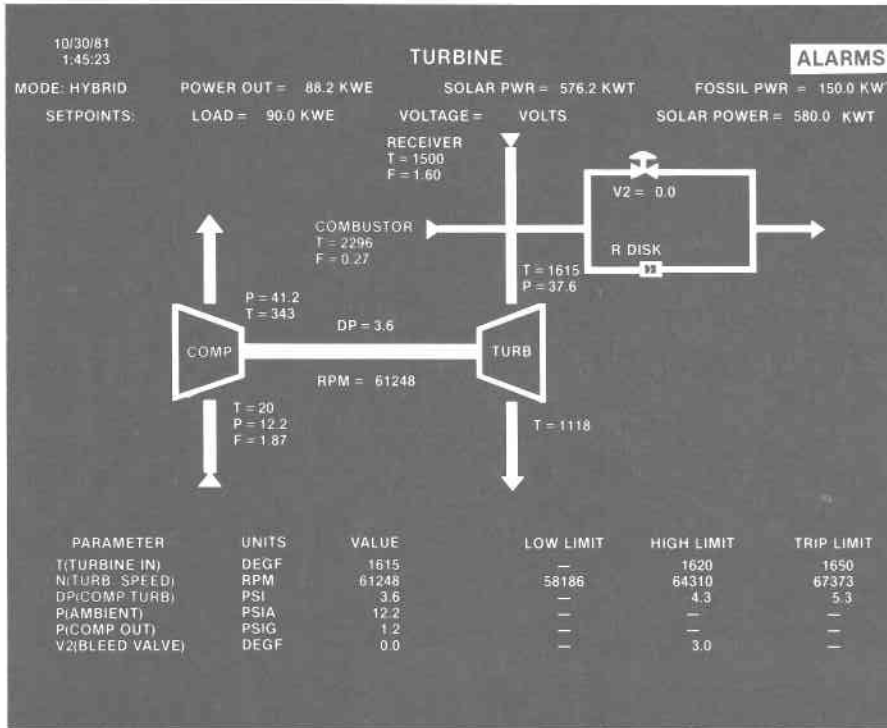 10/30/81
1:45:23
TURBINE
ALARMS
MODE: HYBRID POWER OUT = 88.2 KWE SOLAR PWR = 576.2 KWT FOSSIL PWR = 150.0 KWT
SETPOINTS: LOAD = 90.0 KWE VOLTAGE = VOLTS SOLAR POWER = 580.0 KWT
RECEIVER
T = 1500
F = 1.60
V2 = 0.0
COMBUSTOR
T = 2296
F = 0.27
R DISK
T = 1615
P = 37.6
P = 41.2
T = 343
DP = 3.6
COMP
TURB
RPM = 61248
T = 20
P = 12.2
F = 1.87
T = 1118
PARAMETER UNITS VALUE LOW LIMIT HIGH LIMIT TRIP LIMIT
T(TURBINE IN) DEGF 1615 — 1620 1650
N(TURB. SPEED) RPM 61248 58186 64310 67373
DP(COMP TURB) PSI 3.6 — 4.3 5.3
P(AMBIENT) PSIA 12.2 — — —
P(COMP OUT) PSIG 1.2 — — —
V2(BLEED VALVE) DEGF 0.0 — 3.0 —